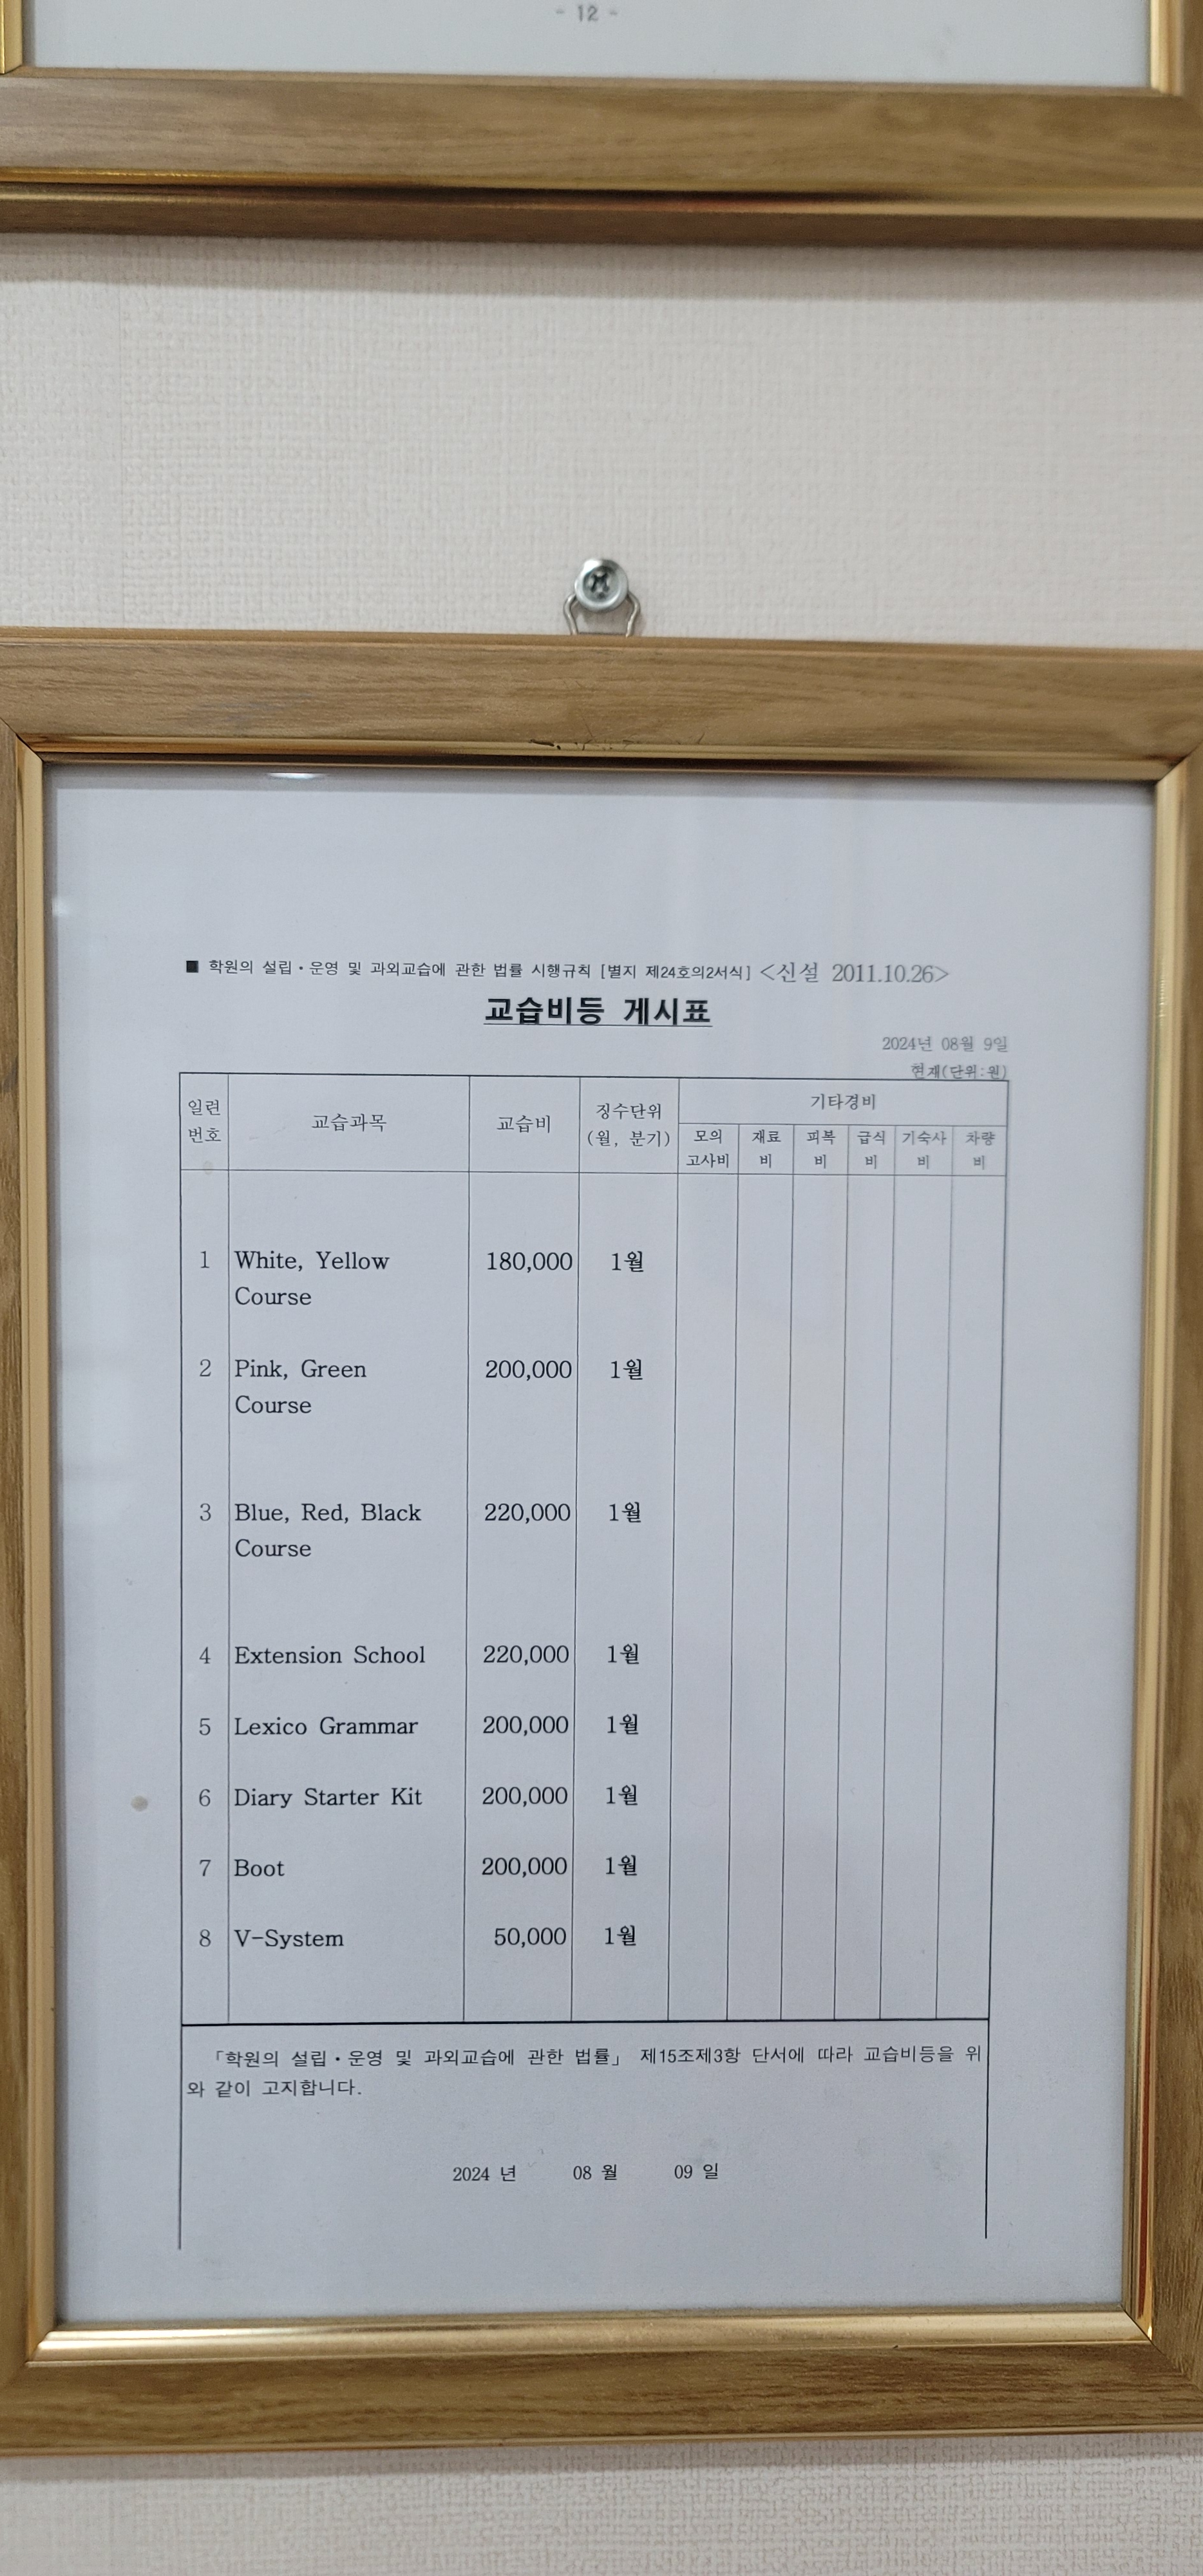 - 12 -
■ 학원의 설립·운영 및 과외교습에 관한 법률 시행규칙 [별지 제24호의2서식] <신설 2011.10.26>
교습비등 게시표
2024년 08월 9일
현재(단위:원)
일련번호 교습과목 교습비 징수단위(월, 분기) 기타경비
모의고사비 재료비 피복비 급식비 기숙사비 차량비
1 White, Yellow 180,000 1월
Course
2 Pink, Green 200,000 1월
Course
3 Blue, Red, Black 220,000 1월
Course
4 Extension School 220,000 1월
5 Lexico Grammar 200,000 1월
6 Diary Starter Kit 200,000 1월
7 Boot 200,000 1월
8 V-System 50,000 1월
「학원의 설립·운영 및 과외교습에 관한 법률」 제15조제3항 단서에 따라 교습비등을 위
와 같이 고지합니다.
2024 년 08 월 09 일